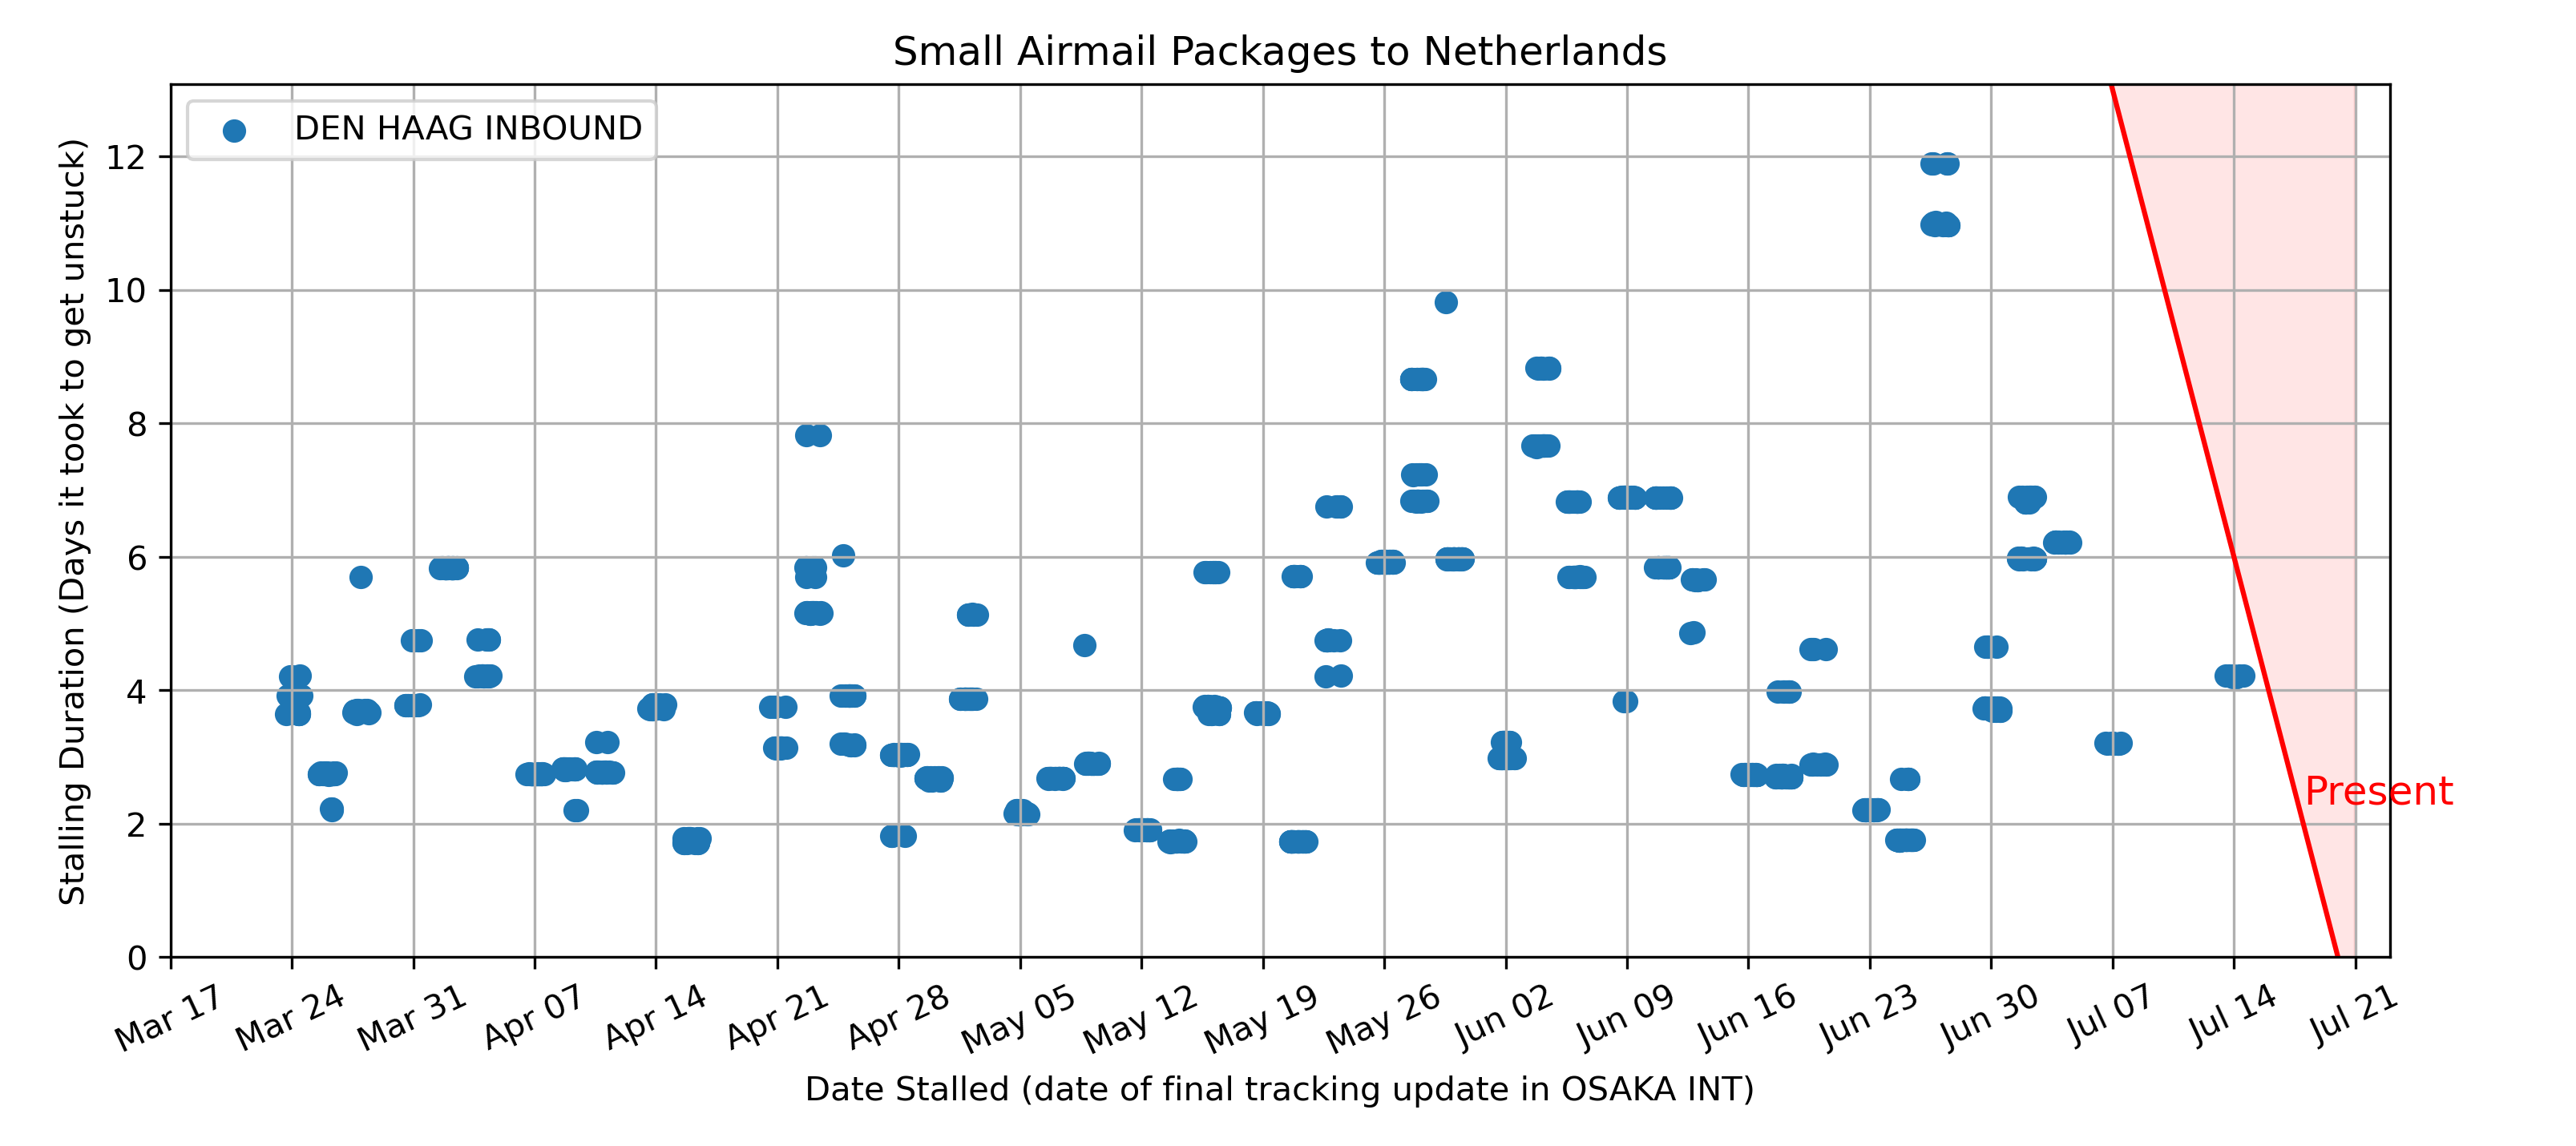 Small Airmail Packages to Netherlands
DEN HAAG INBOUND
Stalling Duration (Days it took to get unstuck)
12
10
8
6
4
2
0
Present
Mar 17
Mar 24
Mar 31
Apr 07
Apr 14
Apr 21
Apr 28
May 05
May 12
May 19
May 26
Jun 02
Jun 09
Jun 16
Jun 23
Jun 30
Jul 07
Jul 14
Jul 21
Date Stalled (date of final tracking update in OSAKA INT)